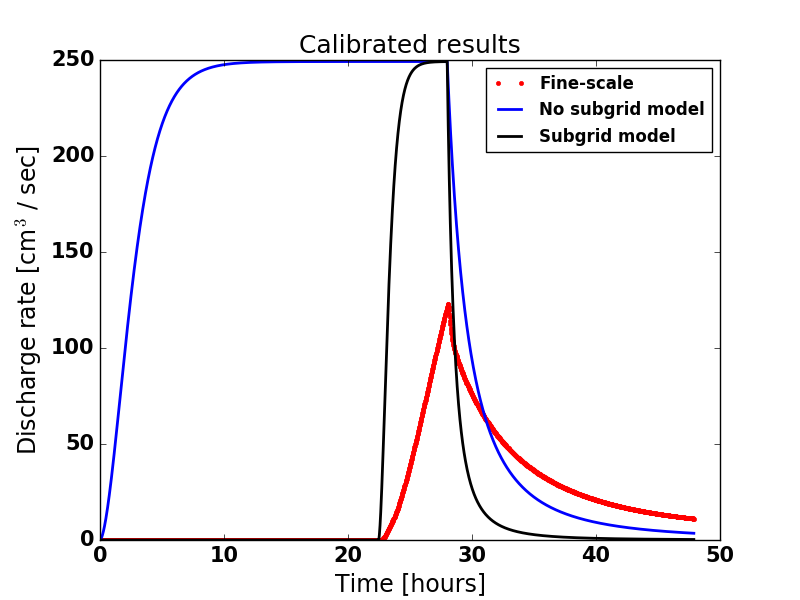 Calibrated results
Discharge rate [cm³ / sec]
250
200
150
100
50
0
Fine-scale
No subgrid model
Subgrid model
0 10 20 30 40 50
Time [hours]